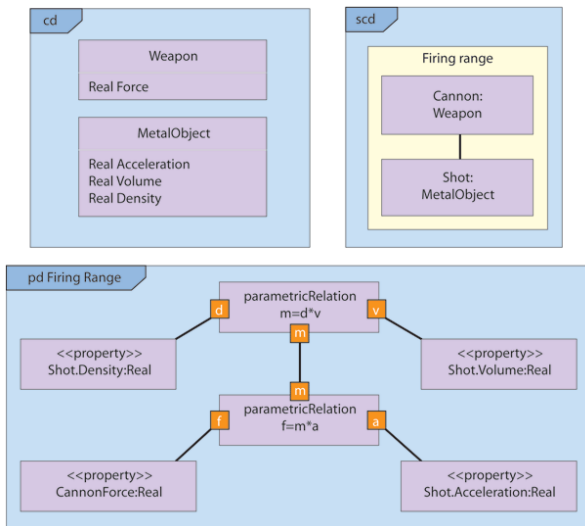 cd
Weapon
Real Force
MetalObject
Real Acceleration
Real Volume
Real Density
scd
Firing range
Cannon:
Weapon
Shot:
MetalObject
pd Firing Range
parametricRelation
m=d*v
d
v
m
<<property>>
Shot.Density:Real
<<property>>
Shot.Volume:Real
m
parametricRelation
f=m*a
f
a
<<property>>
CannonForce:Real
<<property>>
Shot.Acceleration:Real